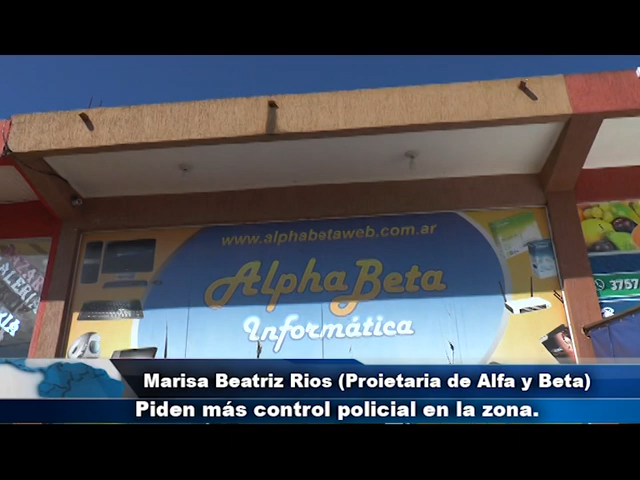 www.alphabetaweb.com.ar
AlphaBeta
Informática
3757
Marisa Beatriz Rios (Proietaria de Alfa y Beta)
Piden más control policial en la zona.